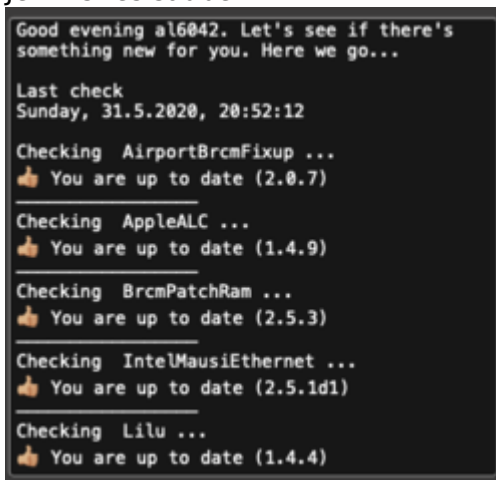 Good evening al6042. Let's see if there's
something new for you. Here we go...
Last check
Sunday, 31.5.2020, 20:52:12
Checking  AirportBrcmFixup ...
👍🏼 You are up to date (2.0.7)
Checking  AppleALC ...
👍🏼 You are up to date (1.4.9)
Checking  BrcmPatchRam ...
👍🏼 You are up to date (2.5.3)
Checking  IntelMausiEthernet ...
👍🏼 You are up to date (2.5.1d1)
Checking  Lilu ...
👍🏼 You are up to date (1.4.4)